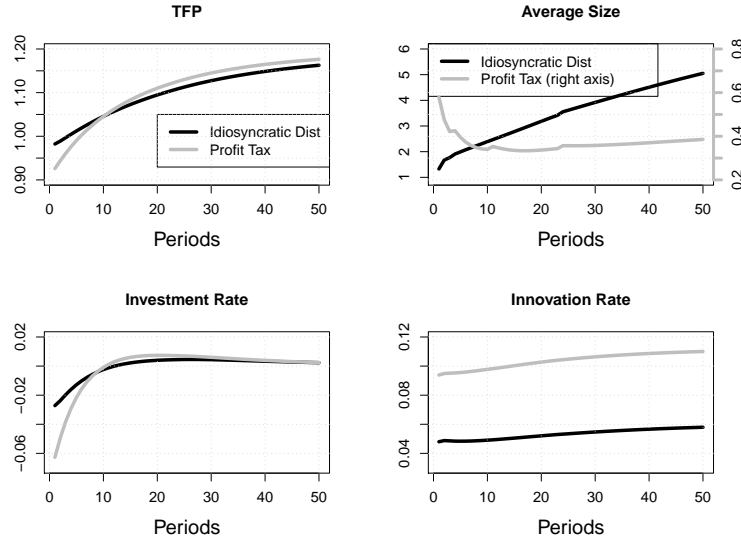 TFP
1.20
1.10
1.00
0.90
Idiosyncratic Dist
Profit Tax
0 10 20 30 40 50
Periods
Average Size
6
5
4
3
2
1
Idiosyncratic Dist
Profit Tax (right axis)
0.8
0.6
0.4
0.2
0 10 20 30 40 50
Periods
Investment Rate
0.02
−0.02
−0.06
0 10 20 30 40 50
Periods
Innovation Rate
0.12
0.08
0.04
0 10 20 30 40 50
Periods